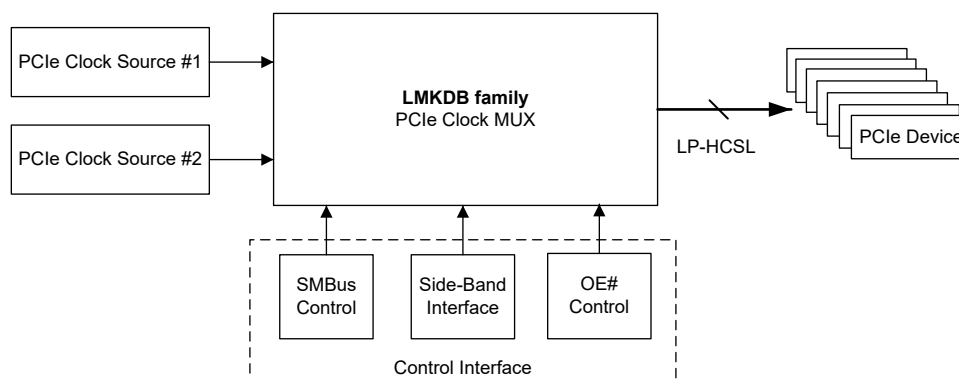 PCIe Clock Source #1
PCIe Clock Source #2
LMKDB family
PCIe Clock MUX
LP-HCSL
PCIe Device
SMBus
Control
Side-Band
Interface
OE#
Control
Control Interface